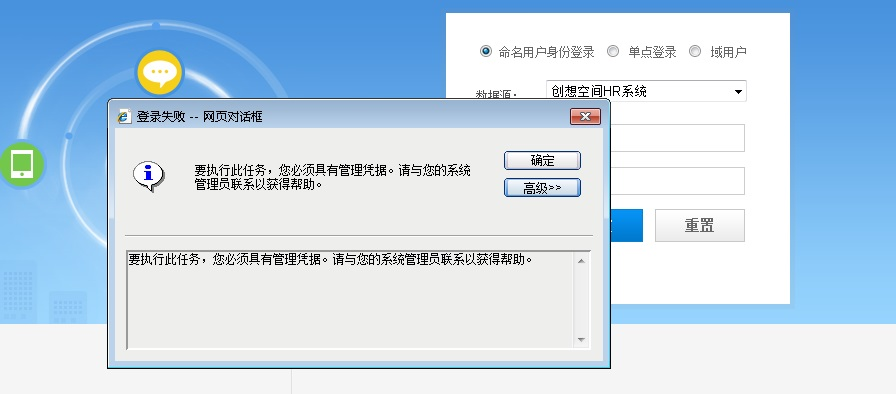 命名用户身份登录 单点登录 域用户
数据源: 创想空间HR系统
登录失败 -- 网页对话框
要执行此任务，您必须具有管理凭据。请与您的系统
管理员联系以获得帮助。
确定
高级>>
重置
要执行此任务，您必须具有管理凭据。请与您的系统管理员联系以获得帮助。